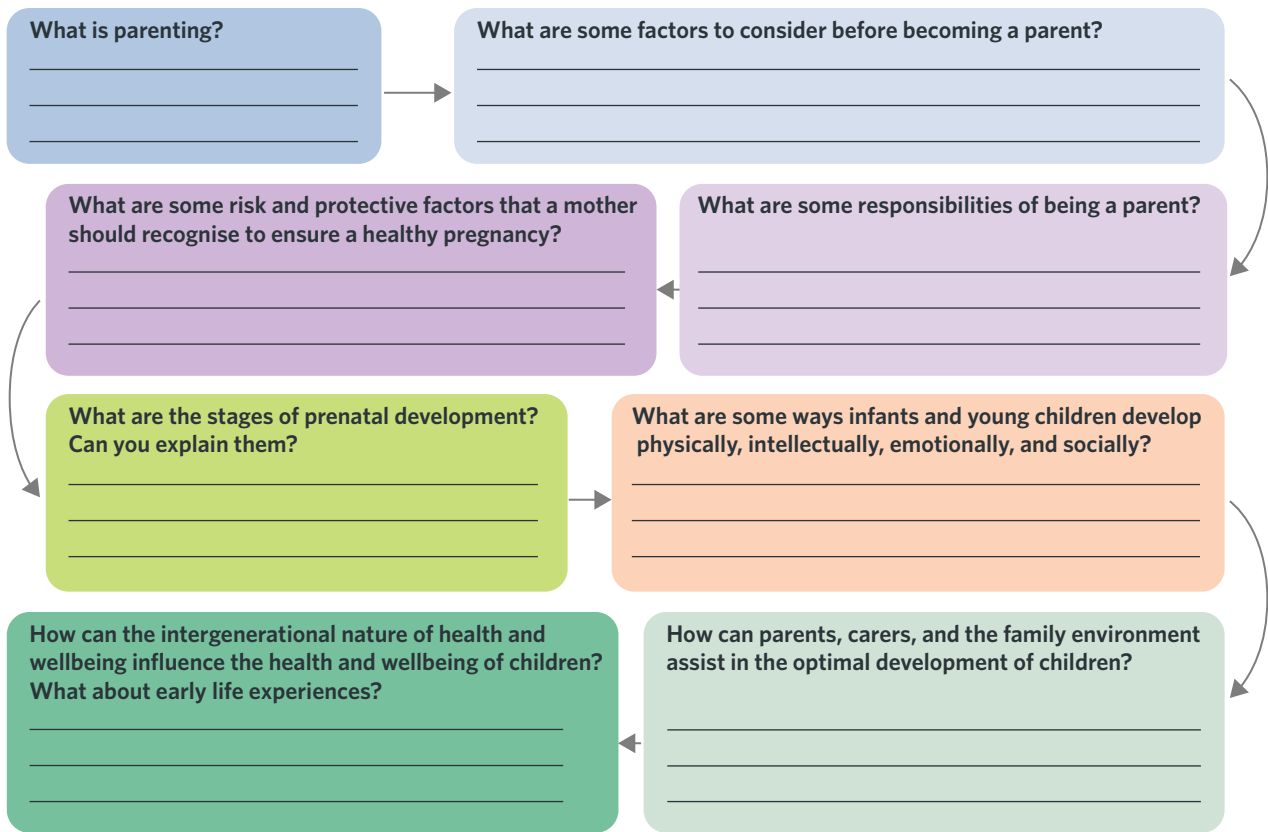 What is parenting?
What are some factors to consider before becoming a parent?
What are some responsibilities of being a parent?
What are some risk and protective factors that a mother
should recognise to ensure a healthy pregnancy?
What are the stages of prenatal development?
Can you explain them?
What are some ways infants and young children develop
physically, intellectually, emotionally, and socially?
How can parents, carers, and the family environment
assist in the optimal development of children?
How can the intergenerational nature of health and
wellbeing influence the health and wellbeing of children?
What about early life experiences?